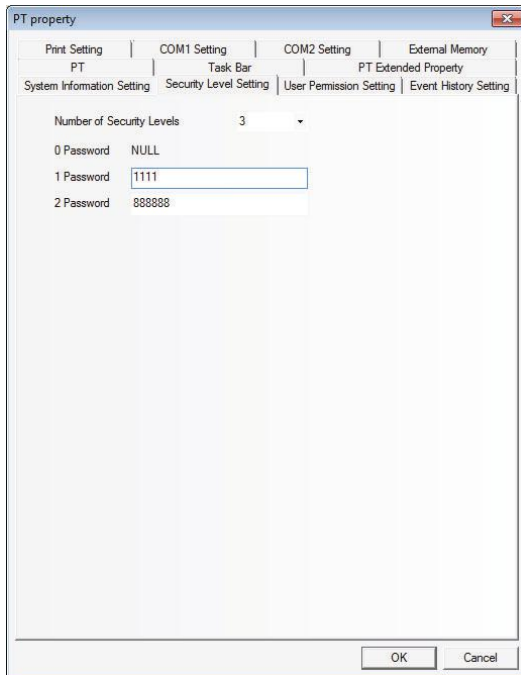 PT property
Print Setting COM1 Setting COM2 Setting External Memory
PT Task Bar PT Extended Property
System Information Setting Security Level Setting User Permission Setting Event History Setting
Number of Security Levels 3
0 Password NULL
1 Password 1111
2 Password 888888
OK Cancel